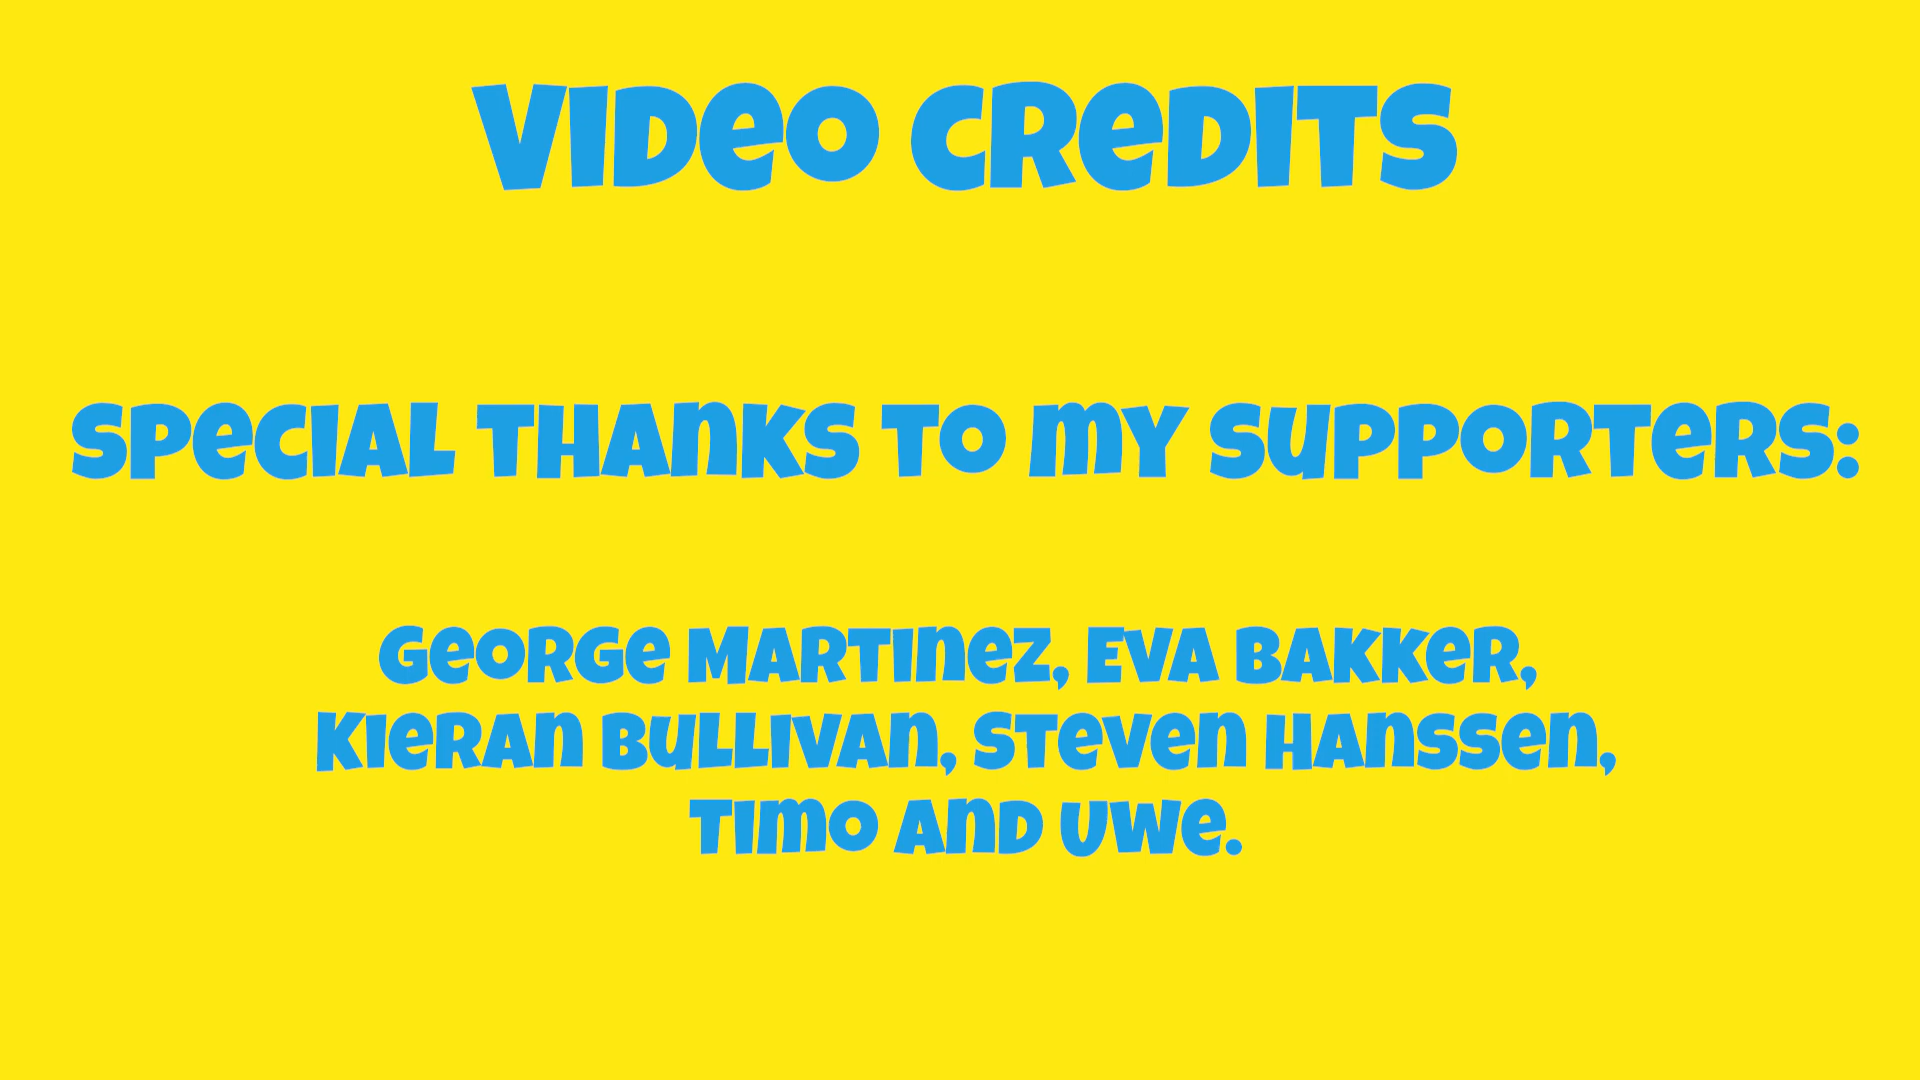 Video Credits
Special thanks to my supporters:
George Martinez, Eva Bakker,
Kieran Bullivan, Steven Hanssen,
Timo and Uwe.